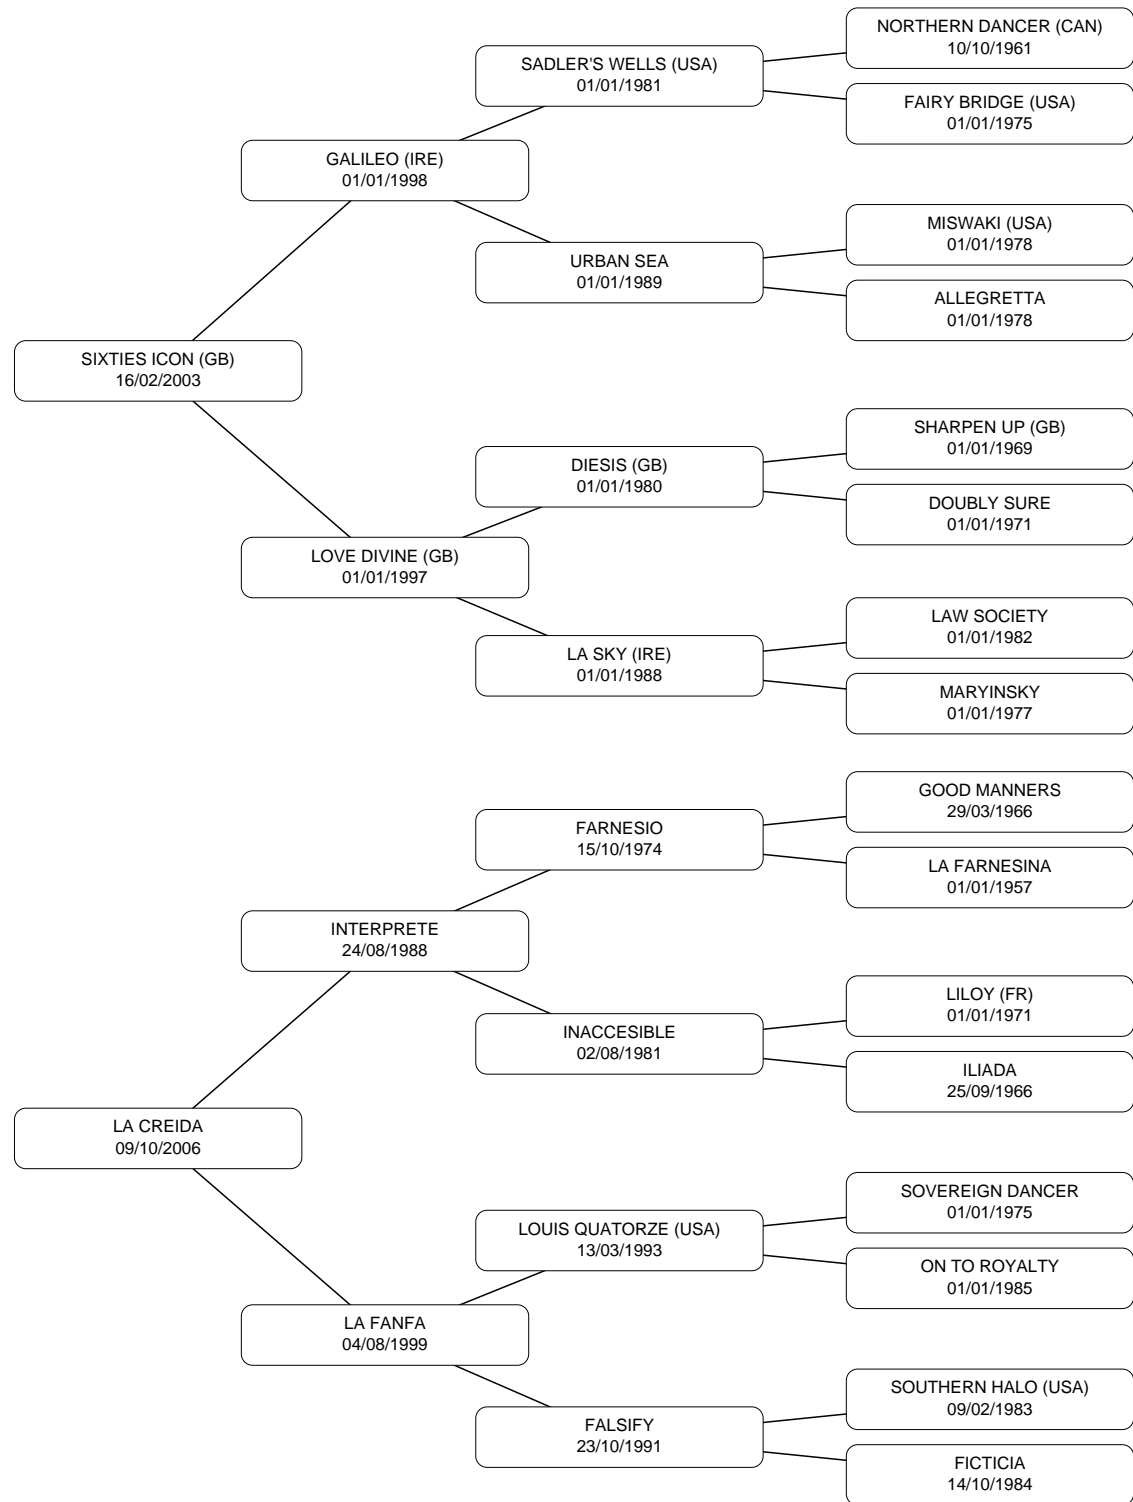 NORTHERN DANCER (CAN)
10/10/1961
SADLER'S WELLS (USA)
01/01/1981
FAIRY BRIDGE (USA)
01/01/1975
GALILEO (IRE)
01/01/1998
MISWAKI (USA)
01/01/1978
URBAN SEA
01/01/1989
ALLEGRETTA
01/01/1978
SIXTIES ICON (GB)
16/02/2003
SHARPEN UP (GB)
01/01/1969
DIESIS (GB)
01/01/1980
DOUBLY SURE
01/01/1971
LOVE DIVINE (GB)
01/01/1997
LAW SOCIETY
01/01/1982
LA SKY (IRE)
01/01/1988
MARYINSKY
01/01/1977
GOOD MANNERS
29/03/1966
FARNESIO
15/10/1974
LA FARNESINA
01/01/1957
INTERPRETE
24/08/1988
LILOY (FR)
01/01/1971
INACCESIBLE
02/08/1981
ILIADA
25/09/1966
LA CREIDA
09/10/2006
SOVEREIGN DANCER
01/01/1975
LOUIS QUATORZE (USA)
13/03/1993
ON TO ROYALTY
01/01/1985
LA FANFA
04/08/1999
SOUTHERN HALO (USA)
09/02/1983
FALSIFY
23/10/1991
FICTICIA
14/10/1984